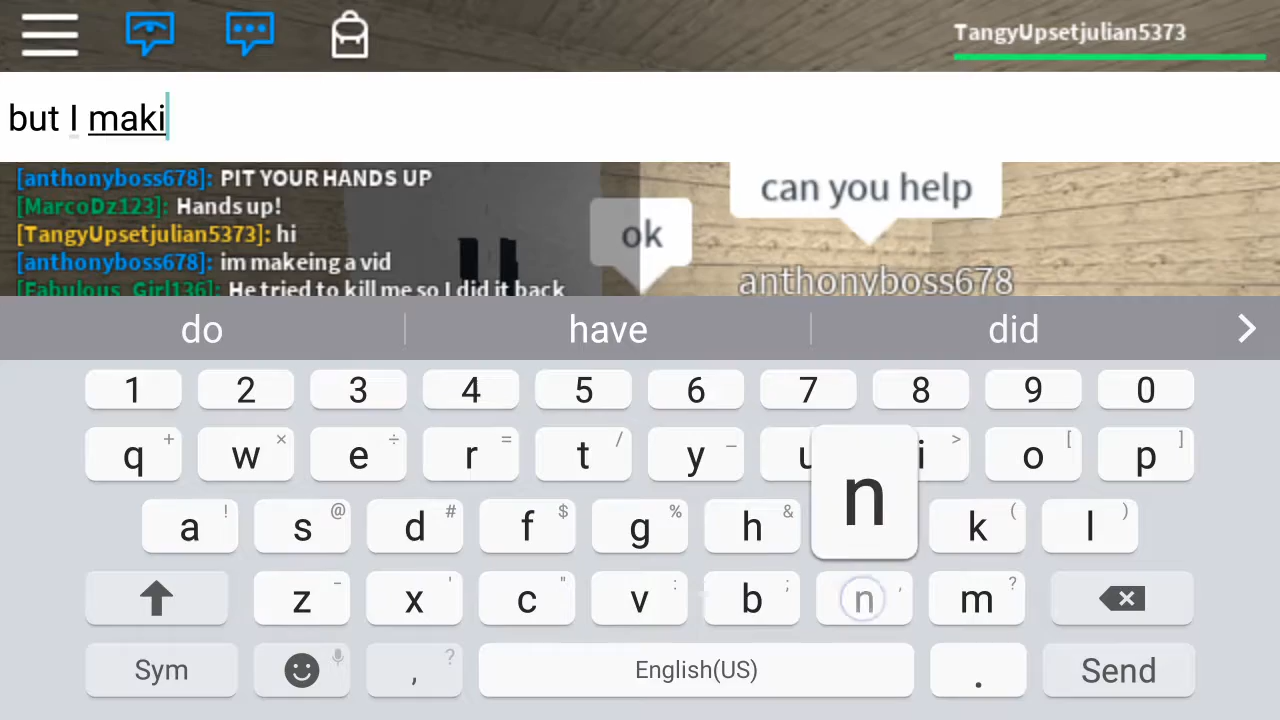 TangyUpsetjulian5373
but I maki
[anthonyboss678]: PIT YOUR HANDS UP
[MarcoDz123]: Hands up!
[TangyUpsetjulian5373]: hi
[anthonyboss678]: im makeing a vid
[Fabulous_Girl136]: He tried to kill me so I did it back
ok
can you help
anthonyboss678
do have did
1 2 3 4 5 6 7 8 9 0
q + w × e ÷ r = t / y _ u i > o [ p ]
a ! s @ d # f $ g % h & n k ( l )
z - x ' c " v : b ; n , m ?
Sym , ? English(US) . Send